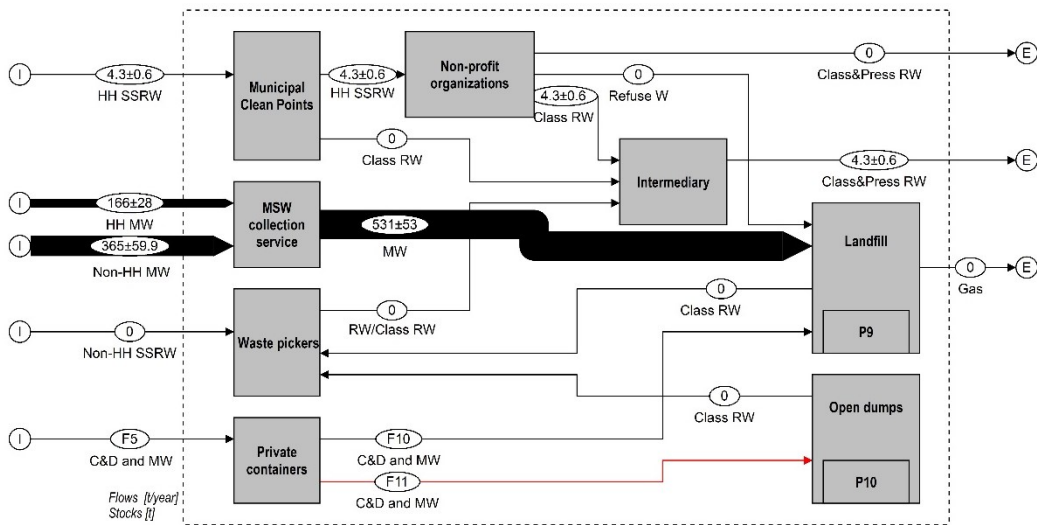 0
E
Class&Press RW
I
4.3±0.6
HH SSRW
Municipal
Clean Points
4.3±0.6
HH SSRW
Non-profit
organizations
0
Refuse W
4.3±0.6
Class RW
0
Class RW
Intermediary
4.3±0.6
Class&Press RW
E
I
166±28
HH MW
I
365±59.9
Non-HH MW
MSW
collection
service
531±53
MW
Landfill
P9
0
Gas
E
0
Class RW
I
0
Non-HH SSRW
Waste pickers
0
RW/Class RW
0
Class RW
Open dumps
P10
I
F5
C&D and MW
Private
containers
F10
C&D and MW
F11
C&D and MW
Flows [t/year]
Stocks [t]